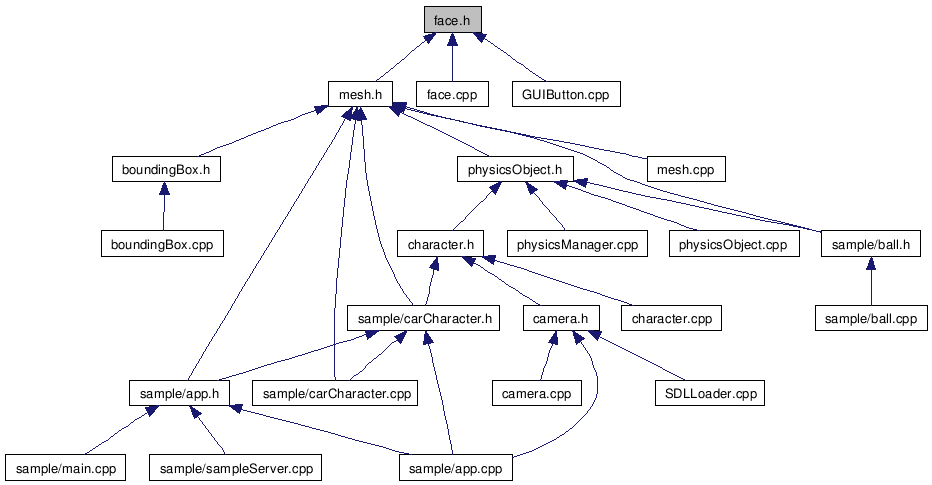 face.h
mesh.h
face.cpp
GUIButton.cpp
boundingBox.h
physicsObject.h
mesh.cpp
boundingBox.cpp
character.h
physicsManager.cpp
physicsObject.cpp
sample/ball.h
sample/carCharacter.h
camera.h
character.cpp
sample/ball.cpp
sample/app.h
sample/carCharacter.cpp
camera.cpp
SDLLoader.cpp
sample/main.cpp
sample/sampleServer.cpp
sample/app.cpp